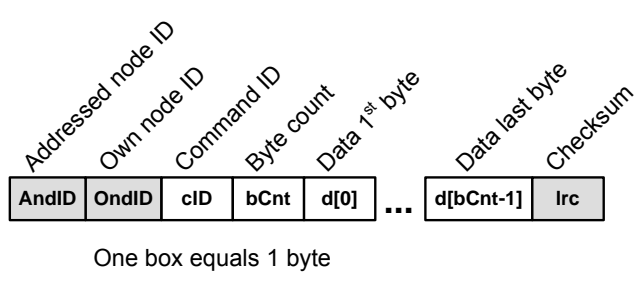 Addressed node ID
Own node ID
Command ID
Byte count
Data 1st byte
Data last byte
Checksum
AndID OndID cID bCnt d[0] ... d[bCnt-1] lrc
One box equals 1 byte